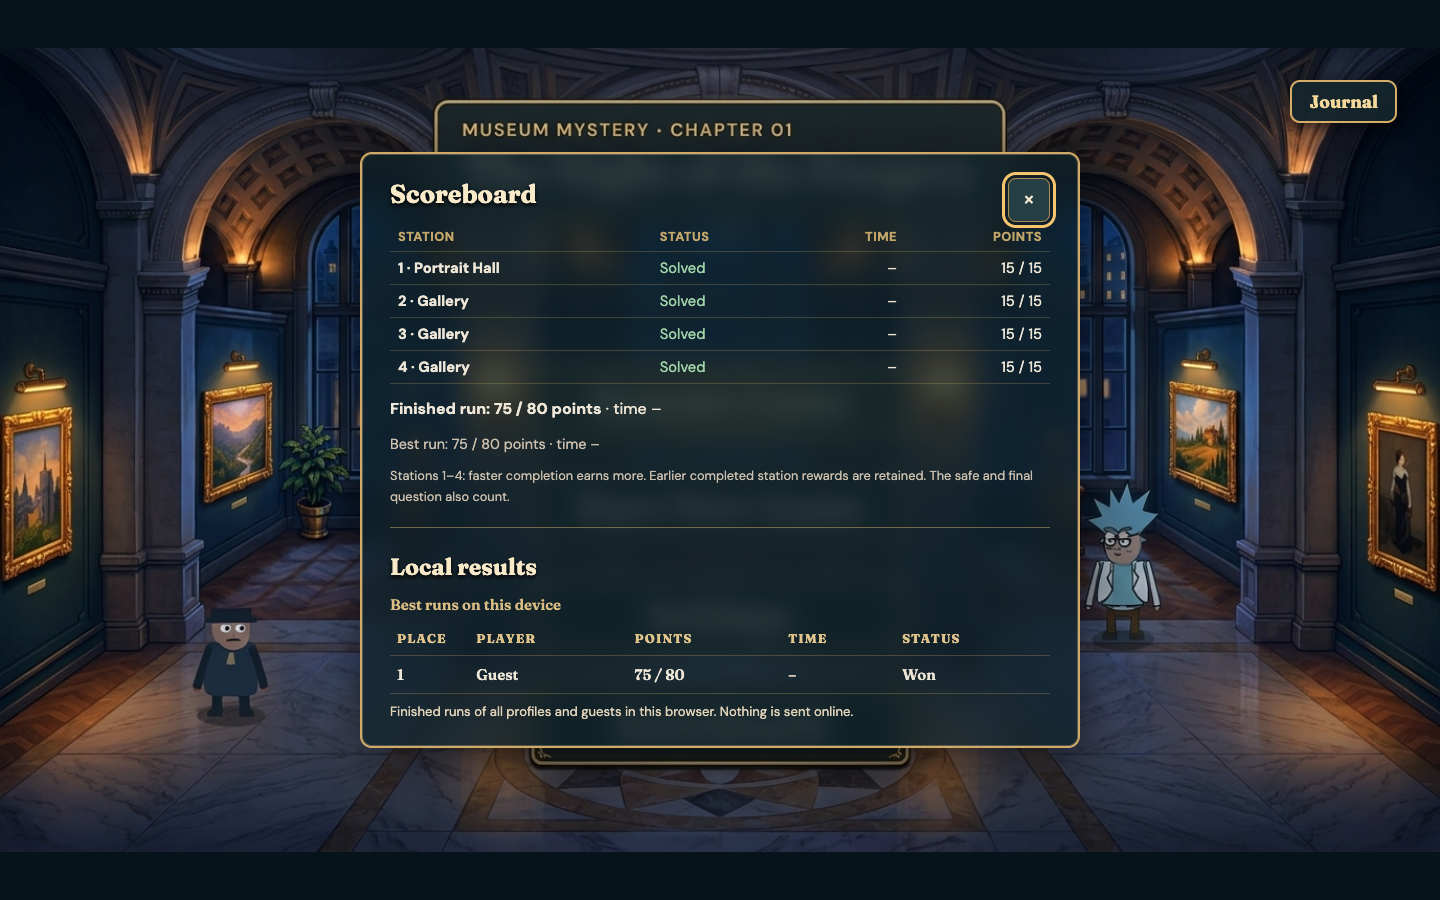 Journal
MUSEUM MYSTERY · CHAPTER 01
Scoreboard
×
STATION STATUS TIME POINTS
1 · Portrait Hall Solved – 15 / 15
2 · Gallery Solved – 15 / 15
3 · Gallery Solved – 15 / 15
4 · Gallery Solved – 15 / 15
Finished run: 75 / 80 points · time –
Best run: 75 / 80 points · time –
Stations 1–4: faster completion earns more. Earlier completed station rewards are retained. The safe and final
question also count.
Local results
Best runs on this device
PLACE PLAYER POINTS TIME STATUS
1 Guest 75 / 80 – Won
Finished runs of all profiles and guests in this browser. Nothing is sent online.